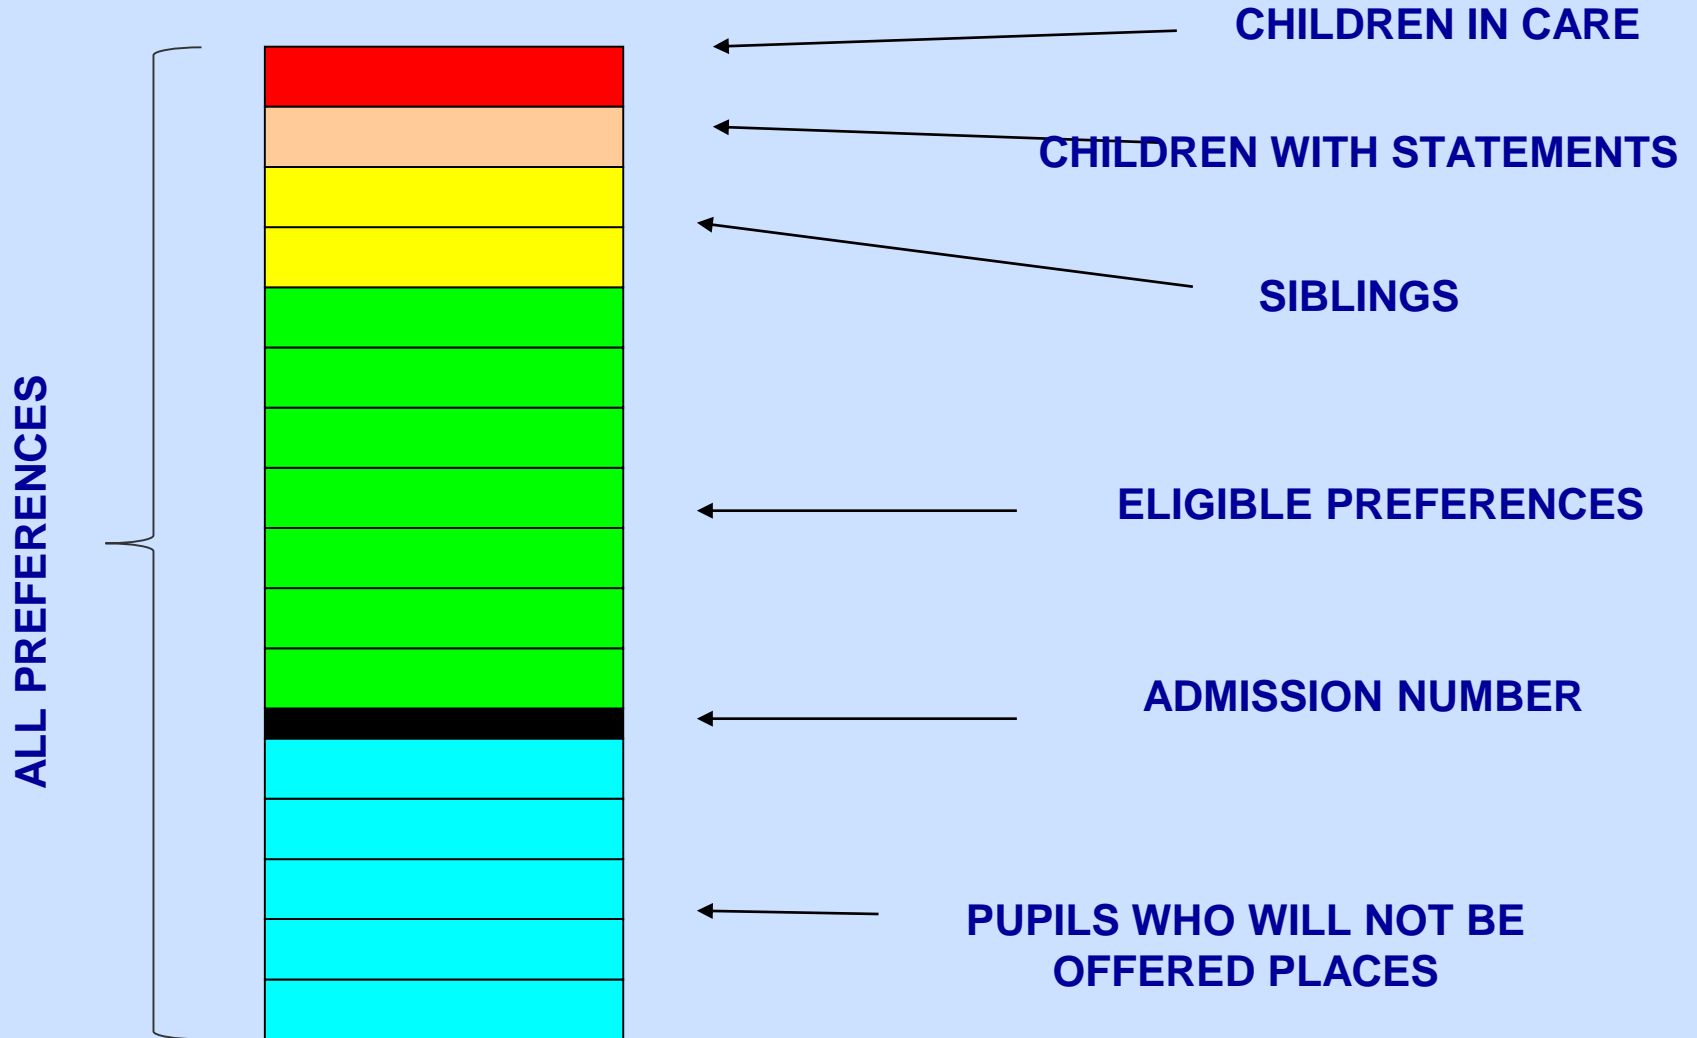 CHILDREN IN CARE
CHILDREN WITH STATEMENTS
SIBLINGS
ALL PREFERENCES
ELIGIBLE PREFERENCES
ADMISSION NUMBER
PUPILS WHO WILL NOT BE
OFFERED PLACES